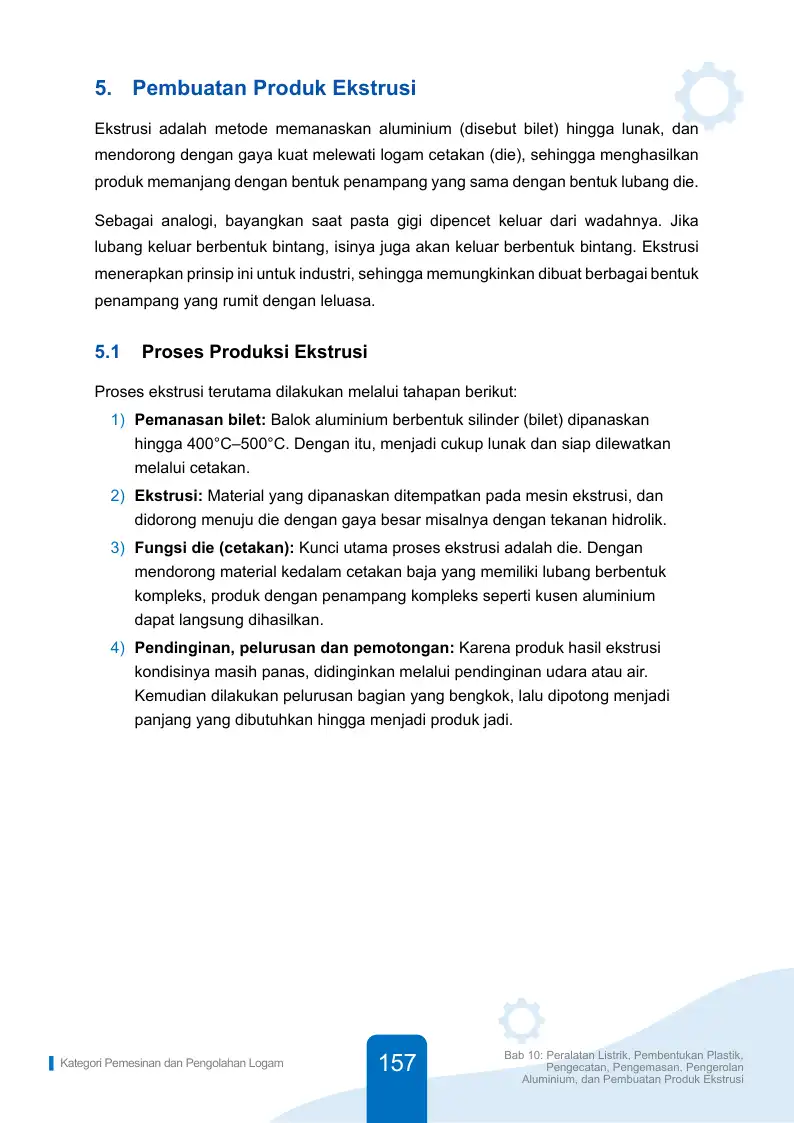 5. Pembuatan Produk Ekstrusi
Ekstrusi adalah metode memanaskan aluminium (disebut bilet) hingga lunak, dan
mendorong dengan gaya kuat melewati logam cetakan (die), sehingga menghasilkan
produk memanjang dengan bentuk penampang yang sama dengan bentuk lubang die.
Sebagai analogi, bayangkan saat pasta gigi dipencet keluar dari wadahnya. Jika
lubang keluar berbentuk bintang, isinya juga akan keluar berbentuk bintang. Ekstrusi
menerapkan prinsip ini untuk industri, sehingga memungkinkan dibuat berbagai bentuk
penampang yang rumit dengan leluasa.
5.1 Proses Produksi Ekstrusi
Proses ekstrusi terutama dilakukan melalui tahapan berikut:
1) Pemanasan bilet: Balok aluminium berbentuk silinder (bilet) dipanaskan
hingga 400°C–500°C. Dengan itu, menjadi cukup lunak dan siap dilewatkan
melalui cetakan.
2) Ekstrusi: Material yang dipanaskan ditempatkan pada mesin ekstrusi, dan
didorong menuju die dengan gaya besar misalnya dengan tekanan hidrolik.
3) Fungsi die (cetakan): Kunci utama proses ekstrusi adalah die. Dengan
mendorong material kedalam cetakan baja yang memiliki lubang berbentuk
kompleks, produk dengan penampang kompleks seperti kusen aluminium
dapat langsung dihasilkan.
4) Pendinginan, pelurusan dan pemotongan: Karena produk hasil ekstrusi
kondisinya masih panas, didinginkan melalui pendinginan udara atau air.
Kemudian dilakukan pelurusan bagian yang bengkok, lalu dipotong menjadi
panjang yang dibutuhkan hingga menjadi produk jadi.
Kategori Pemesinan dan Pengolahan Logam
157
Bab 10: Peralatan Listrik, Pembentukan Plastik,
Pengecatan, Pengemasan. Pengerolan
Aluminium, dan Pembuatan Produk Ekstrusi